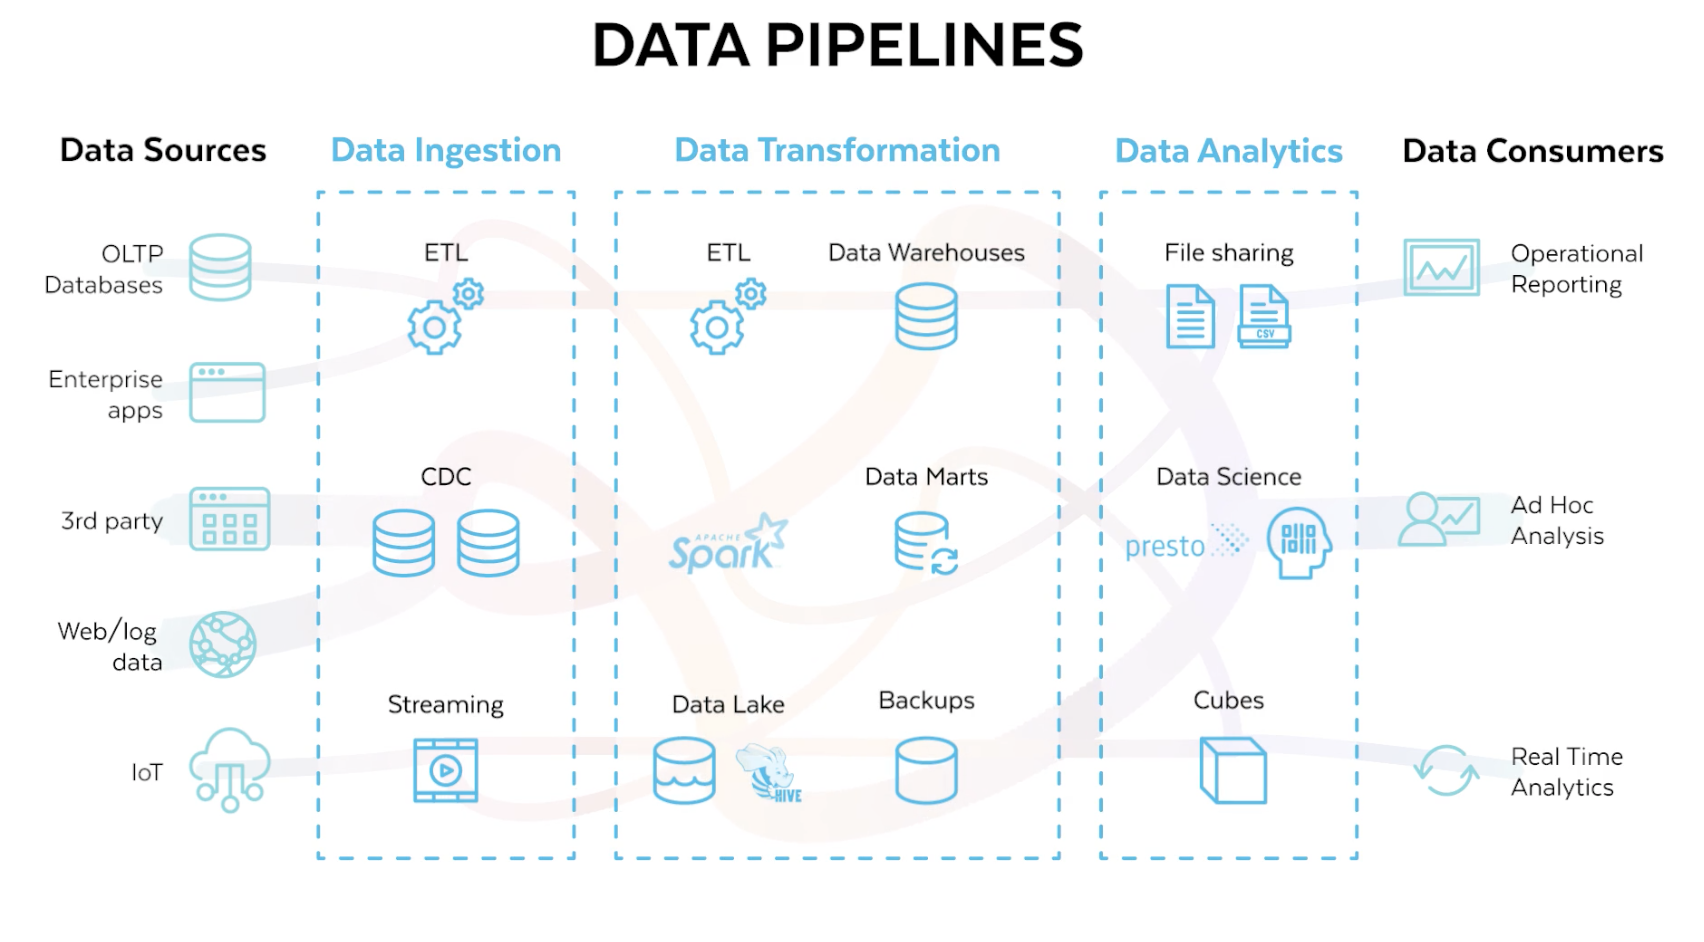 DATA PIPELINES
Data Sources
Data Ingestion
Data Transformation
Data Analytics
Data Consumers
OLTP
Databases
Enterprise
apps
3rd party
Web/log
data
IoT
ETL
CDC
Streaming
ETL
Data Warehouses
Data Marts
APACHE
Spark
Data Lake
HIVE
Backups
File sharing
CSV
Data Science
presto
Cubes
Operational
Reporting
Ad Hoc
Analysis
Real Time
Analytics